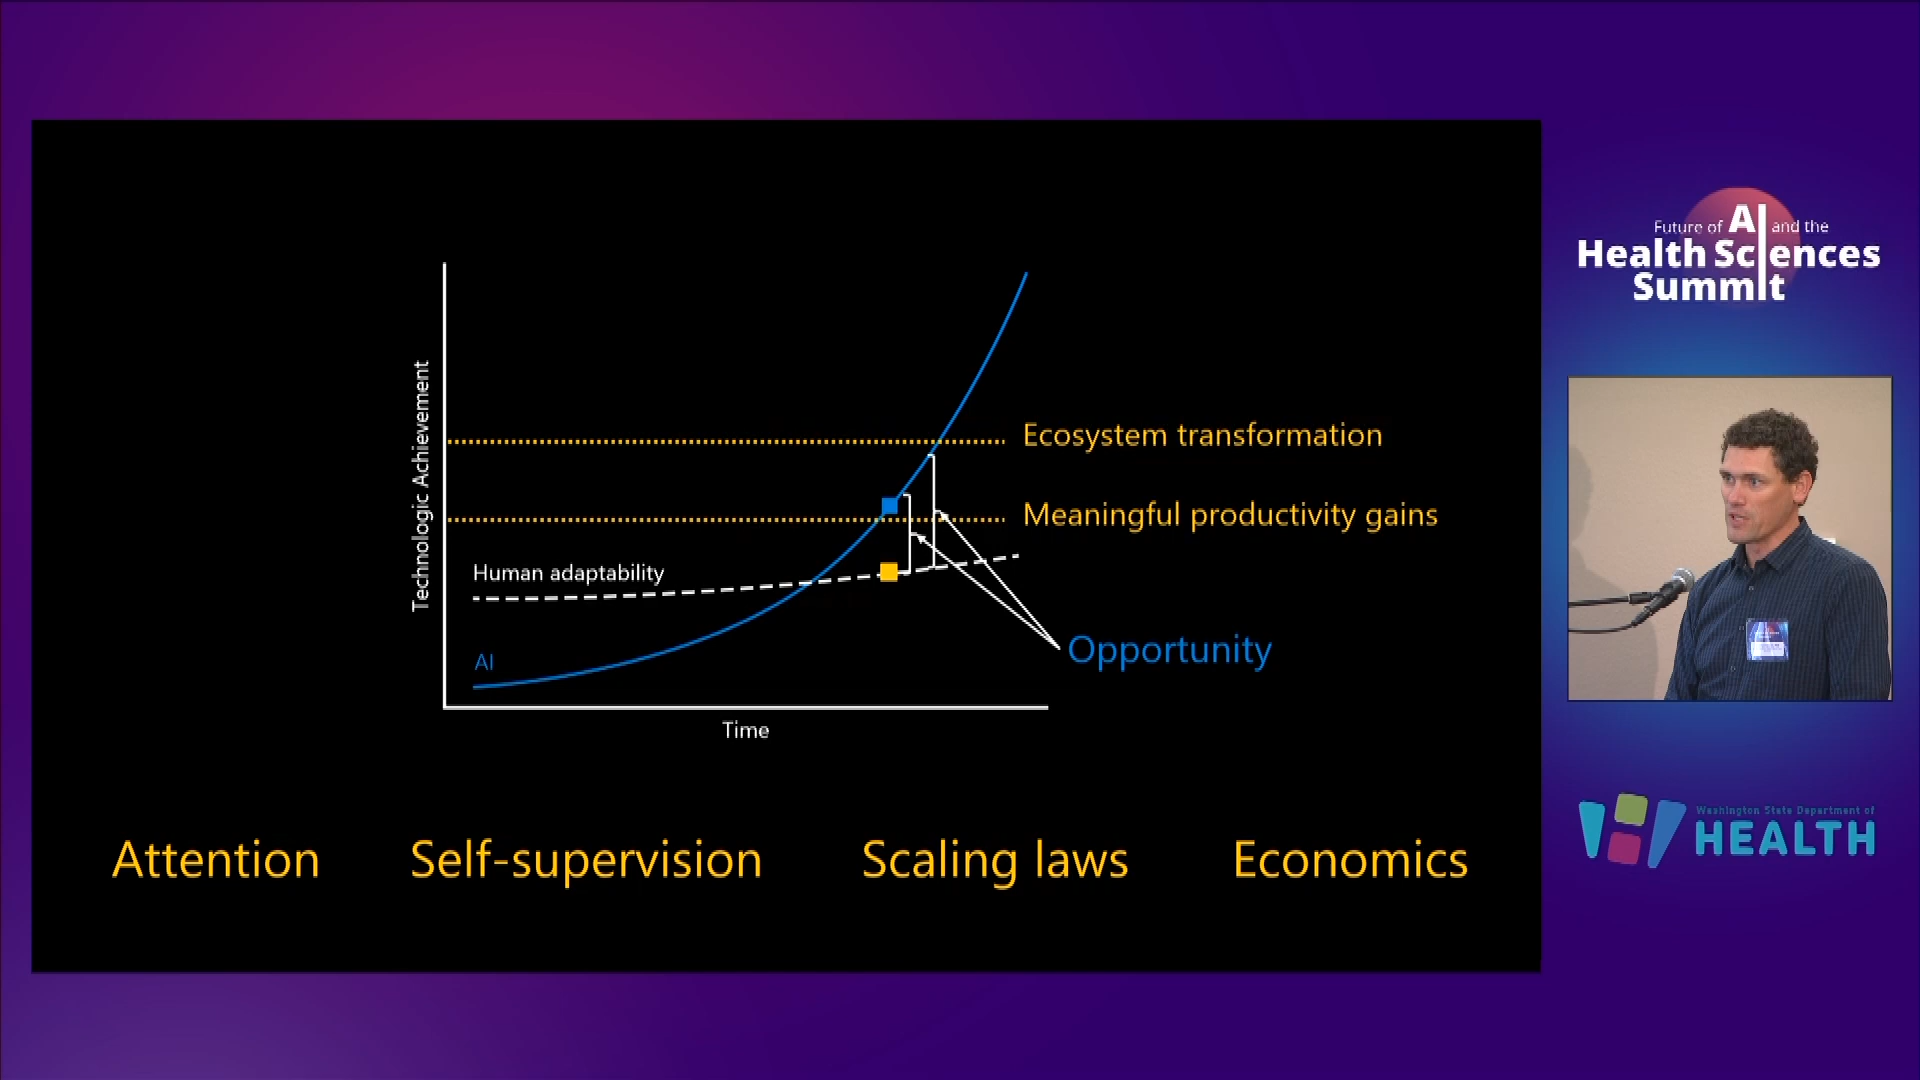 Technologic Achievement
Ecosystem transformation
Meaningful productivity gains
Human adaptability
AI
Opportunity
Time
Attention Self-supervision Scaling laws Economics
Future of AI and the
Health Sciences
Summit
Washington State Department of
HEALTH